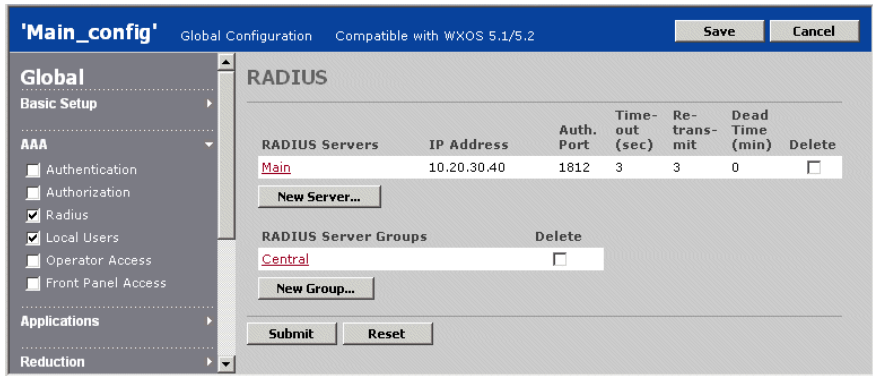 'Main_config' Global Configuration Compatible with WXOS 5.1/5.2 Save Cancel
Global
Basic Setup
AAA
Authentication
Authorization
Radius
Local Users
Operator Access
Front Panel Access
Applications
Reduction
RADIUS
RADIUS Servers IP Address Auth. Port Time-out (sec) Re-trans-mit Dead Time (min) Delete
Main 10.20.30.40 1812 3 3 0
New Server...
RADIUS Server Groups Delete
Central
New Group...
Submit Reset